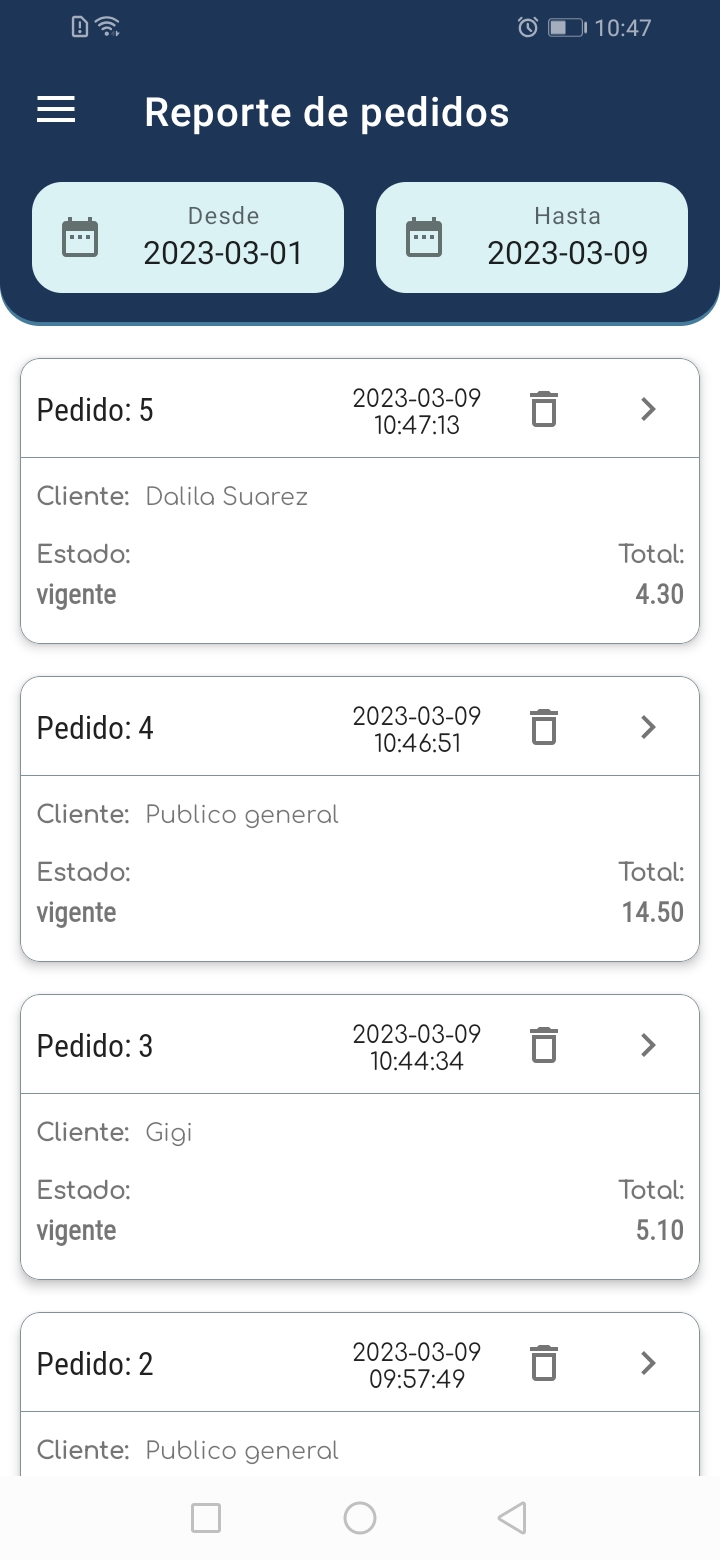 10:47
Reporte de pedidos
Desde
2023-03-01
Hasta
2023-03-09
Pedido: 5
2023-03-09
10:47:13
Cliente: Dalila Suarez
Estado:
Total:
vigente
4.30
Pedido: 4
2023-03-09
10:46:51
Cliente: Publico general
Estado:
Total:
vigente
14.50
Pedido: 3
2023-03-09
10:44:34
Cliente: Gigi
Estado:
Total:
vigente
5.10
Pedido: 2
2023-03-09
09:57:49
Cliente: Publico general